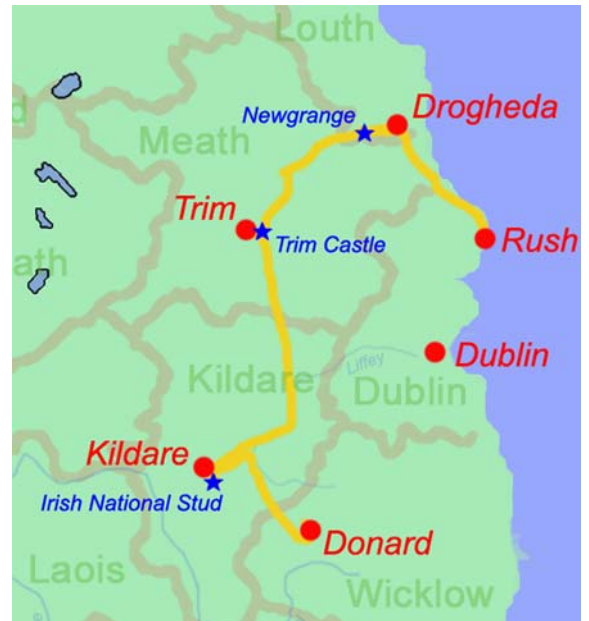 Louth
Drogheda
Newgrange
Meath
Trim
Trim Castle
Rush
ath
Dublin
Liffey
Kildare
Dublin
Kildare
Irish National Stud
Donard
Laois
Wicklow